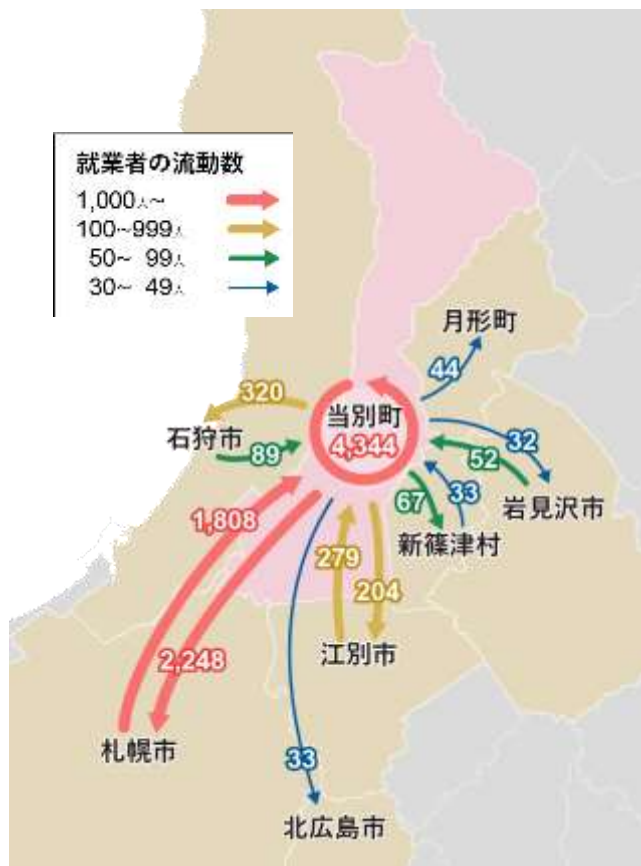 就業者の流動数
1,000人~
100~999人
50~ 99人
30~ 49人
月形町
44
320
当別町
4,344
石狩市
89
32
52
岩見沢市
67
33
新篠津村
1,808
279
204
2,248
江別市
札幌市
33
北広島市